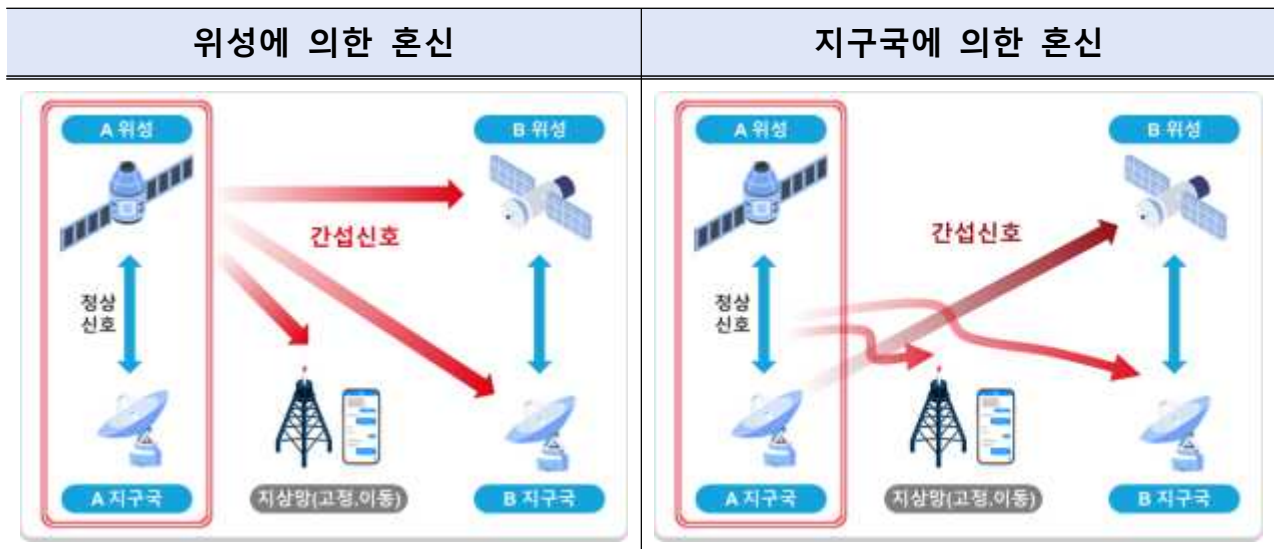 위성에 의한 혼신
지구국에 의한 혼신
A 위성
B 위성
간섭신호
정상
신호
A 지구국
지상망(고정,이동)
B 지구국
A 위성
B 위성
간섭신호
정상
신호
A 지구국
지상망(고정,이동)
B 지구국